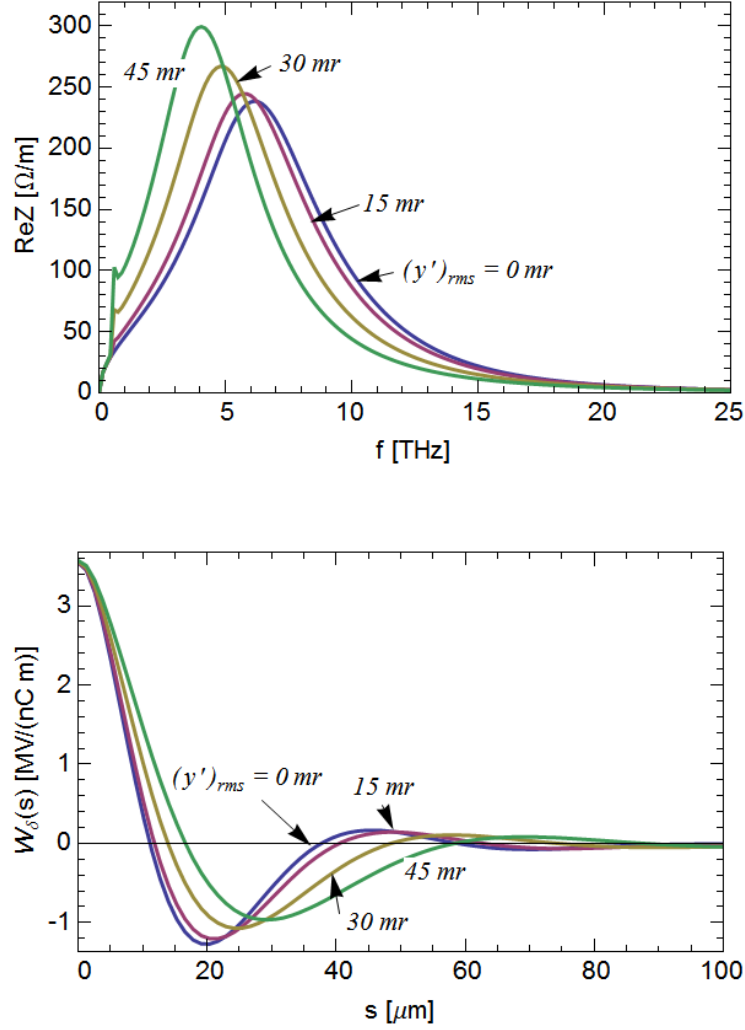 300
250
200
150
100
50
0
ReZ [Ω/m]
45 mr
30 mr
15 mr
(y')rms = 0 mr
0 5 10 15 20 25
f [THz]
3
2
1
0
-1
Wδ(s) [MV/(nC m)]
(y')rms = 0 mr
15 mr
45 mr
30 mr
0 20 40 60 80 100
s [μm]